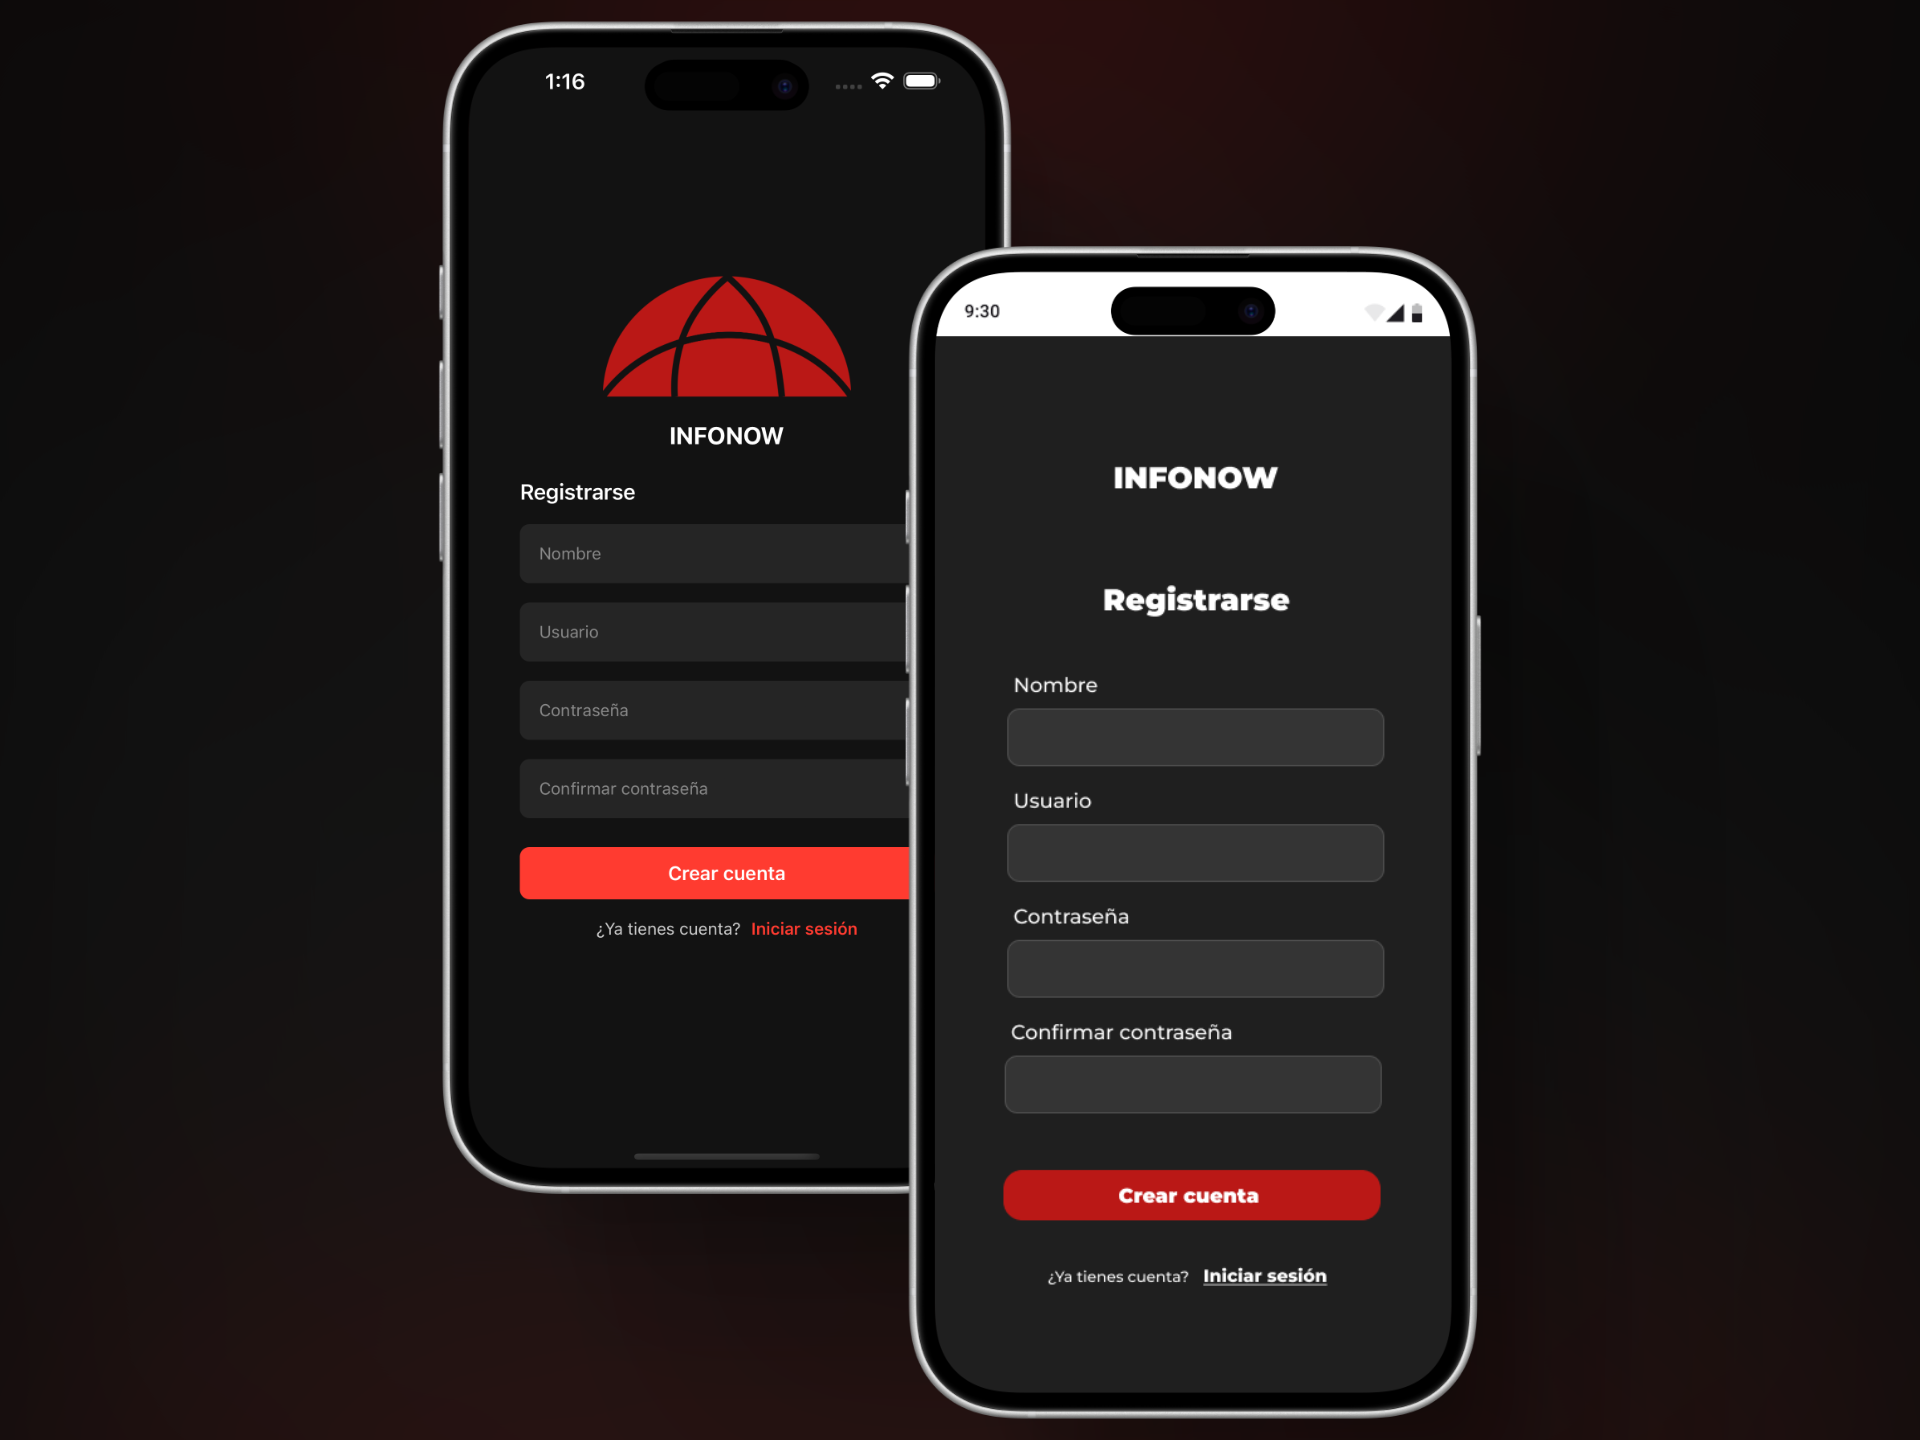 1:16
INFONOW
Registrarse
Nombre
Usuario
Contraseña
Confirmar contraseña
Crear cuenta
¿Ya tienes cuenta? Iniciar sesión
9:30
INFONOW
Registrarse
Nombre
Usuario
Contraseña
Confirmar contraseña
Crear cuenta
¿Ya tienes cuenta? Iniciar sesión